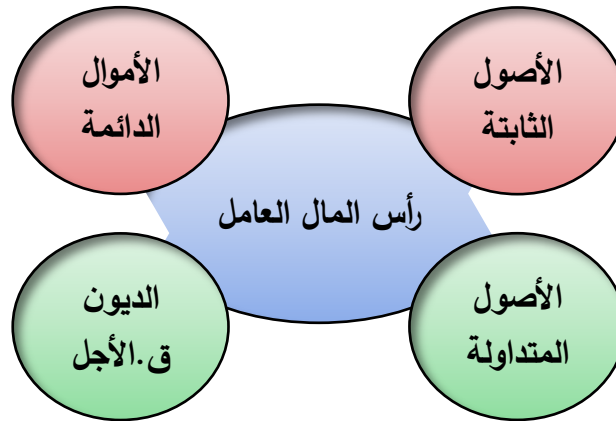 الأصول
الثابتة
الأموال
الدائمة
رأس المال العامل
الأصول
المتداولة
الديون
ق.الأجل